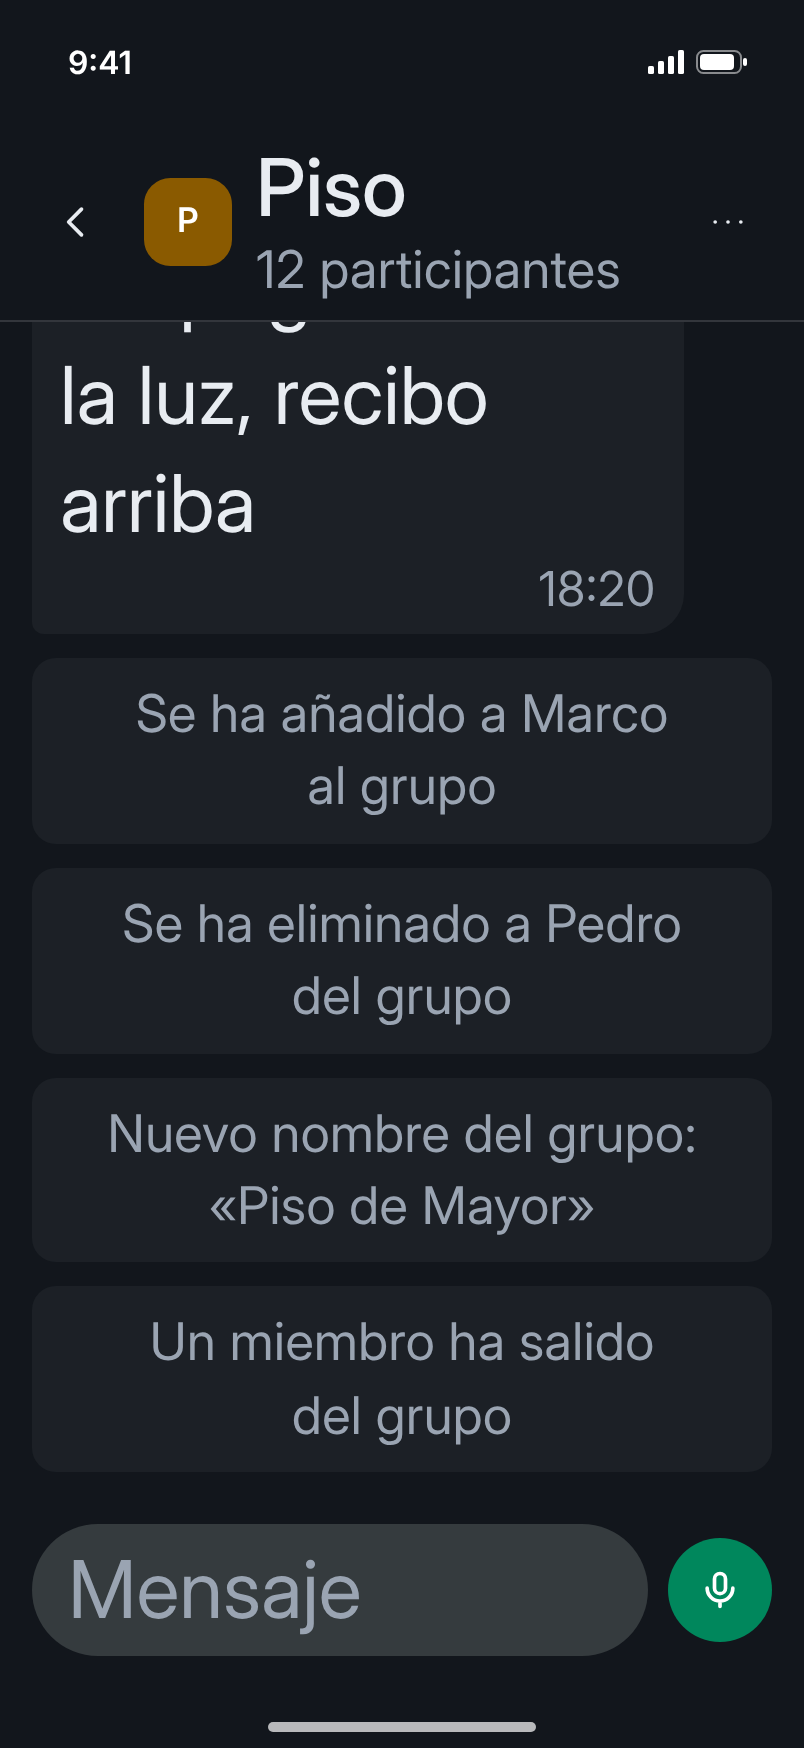 9:41
P
Piso
12 participantes
la luz, recibo
arriba
18:20
Se ha añadido a Marco
al grupo
Se ha eliminado a Pedro
del grupo
Nuevo nombre del grupo:
«Piso de Mayor»
Un miembro ha salido
del grupo
Mensaje